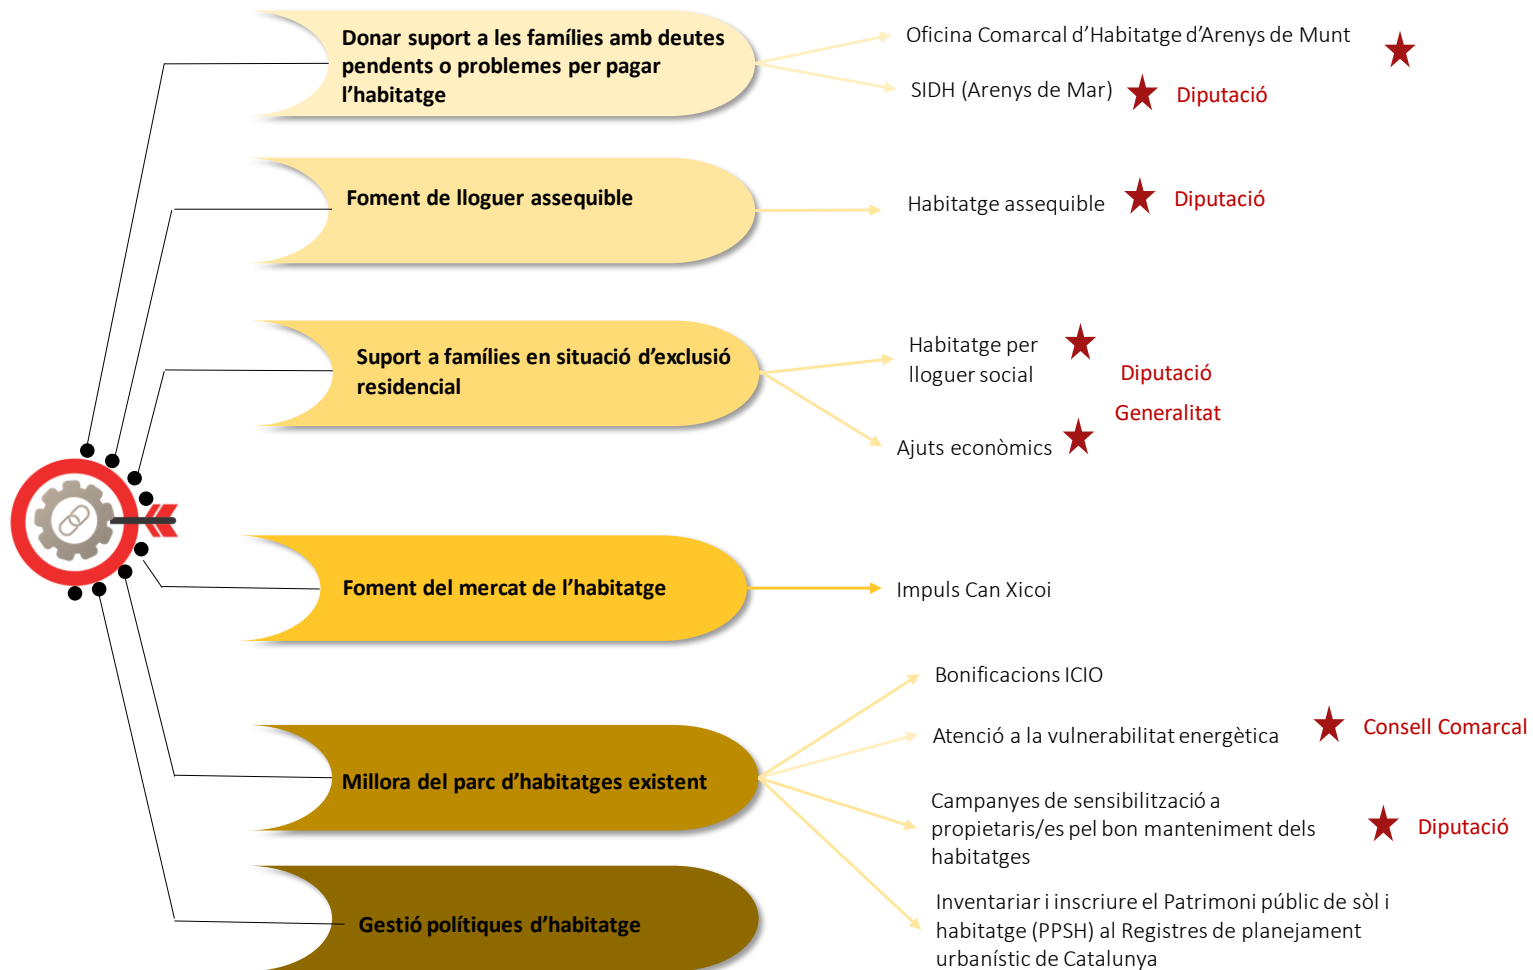 Donar suport a les famílies amb deutes
pendents o problemes per pagar
l’habitatge
Oficina Comarcal d’Habitatge d’Arenys de Munt
SIDH (Arenys de Mar)
Diputació
Foment de lloguer assequible
Habitatge assequible
Diputació
Suport a famílies en situació d’exclusió
residencial
Habitatge per
lloguer social
Diputació
Generalitat
Ajuts econòmics
Foment del mercat de l’habitatge
Impuls Can Xicoi
Millora del parc d’habitatges existent
Bonificacions ICIO
Atenció a la vulnerabilitat energètica
Consell Comarcal
Campanyes de sensibilització a
propietaris/es pel bon manteniment dels
habitatges
Diputació
Inventariar i inscriure el Patrimoni públic de sòl i
habitatge (PPSH) al Registres de planejament
urbanístic de Catalunya
Gestió polítiques d’habitatge